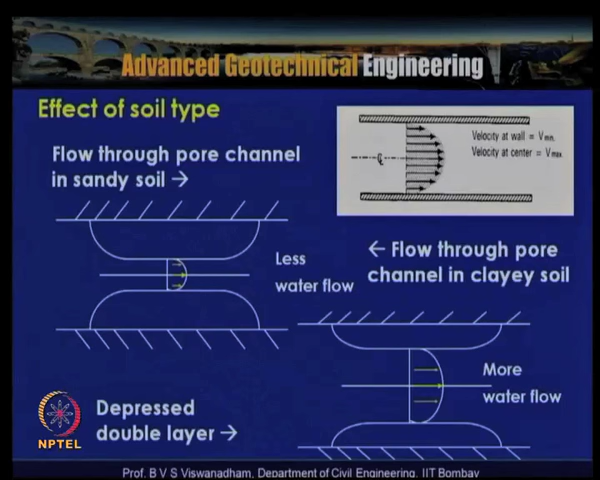 Advanced Geotechnical Engineering
Effect of soil type
Flow through pore channel
in sandy soil →
Velocity at wall = Vmin.
Velocity at center = Vmax
Less
water flow
← Flow through pore
channel in clayey soil
More
water flow
Depressed
double layer →
NPTEL
Prof. B V S Viswanadham, Department of Civil Engineering, IIT Bombay